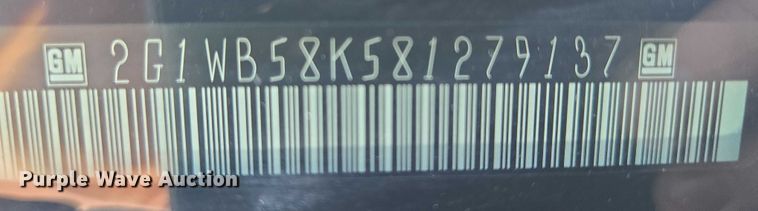 GM 2G1WB58K581279137 GM
Purple Wave Auction